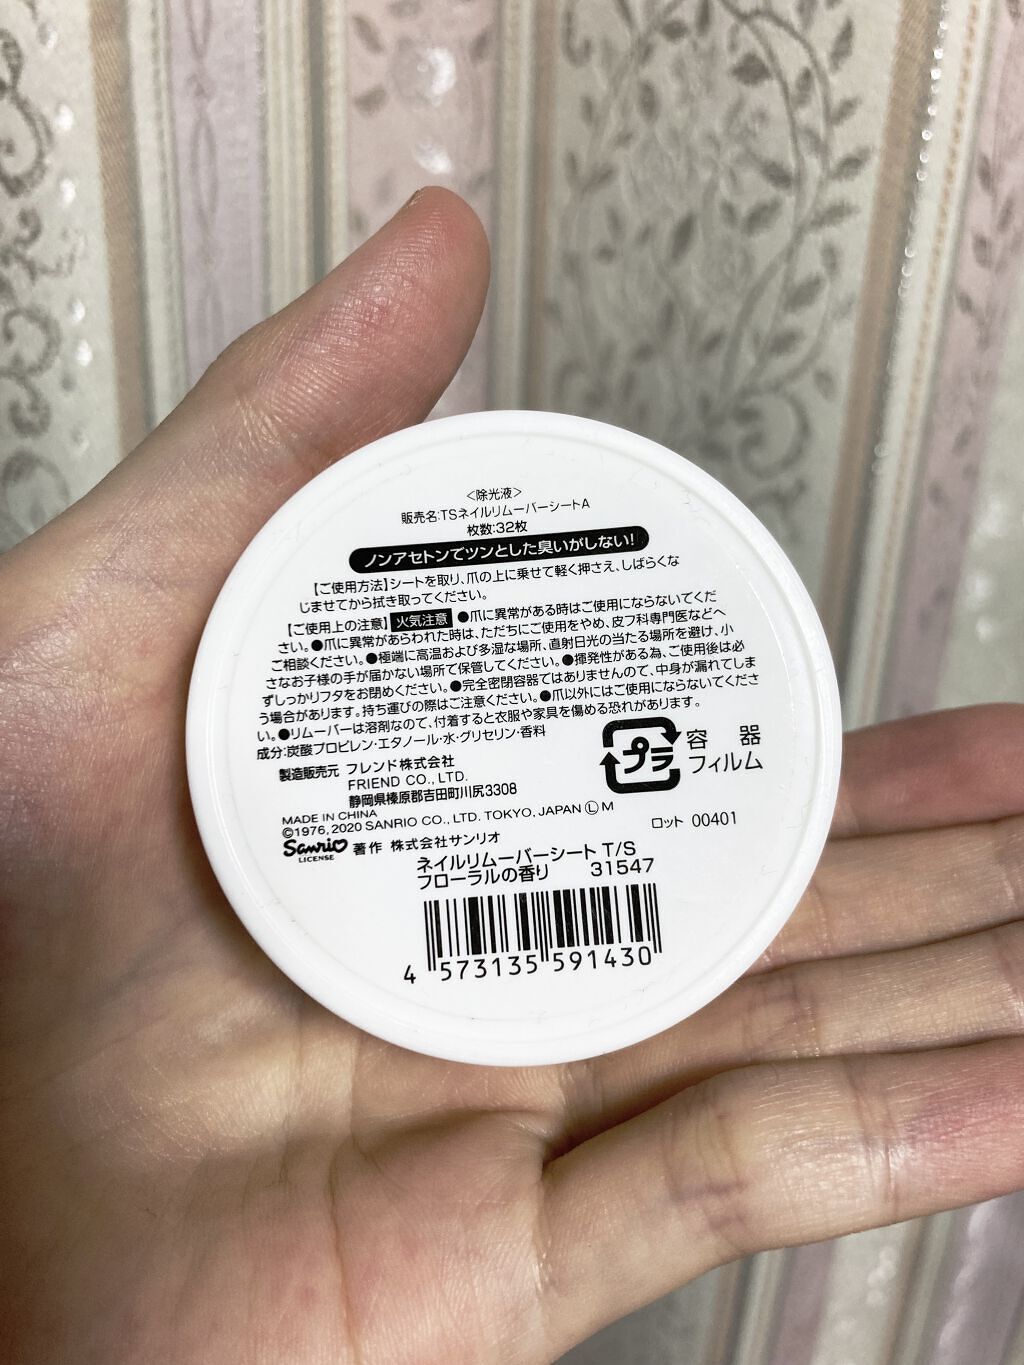 <除光液>
販売名:TSネイルリムーバーシートA
枚数:32枚
ノンアセトンでツンとした臭いがしない!
【ご使用方法】シートを取り、爪の上に乗せて軽く押さえ、しばらくな
じませてから拭き取ってください。
【ご使用上の注意】 火気注意 ●爪に異常がある時はご使用にならないでくだ
さい。●爪に異常があらわれた時は、ただちにご使用をやめ、皮フ科専門医などへ
ご相談ください。●極端に高温および多湿な場所、直射日光の当たる場所を避け、小
さなお子様の手が届かない場所で保管してください。●揮発性がある為、ご使用後は必
ずしっかりフタをお閉めください。●完全密閉容器ではありませんので、中身が漏れてしま
う場合があります。持ち運びの際はご注意ください。●爪以外にはご使用にならないでくださ
い。●リムーバーは溶剤なので、付着すると衣服や家具を傷める恐れがあります。
成分:炭酸プロピレン・エタノール・水・グリセリン・香料
製造販売元 フレンド株式会社
FRIEND CO., LTD.
静岡県榛原郡吉田町川尻3308
プラ 容器
フィルム
MADE IN CHINA
©1976, 2020 SANRIO CO., LTD. TOKYO, JAPAN Ⓛ M
Sanrio LICENSE 著作 株式会社サンリオ
ロット 00401
ネイルリムーバーシート T/S
フローラルの香り 31547
4 573135 591430